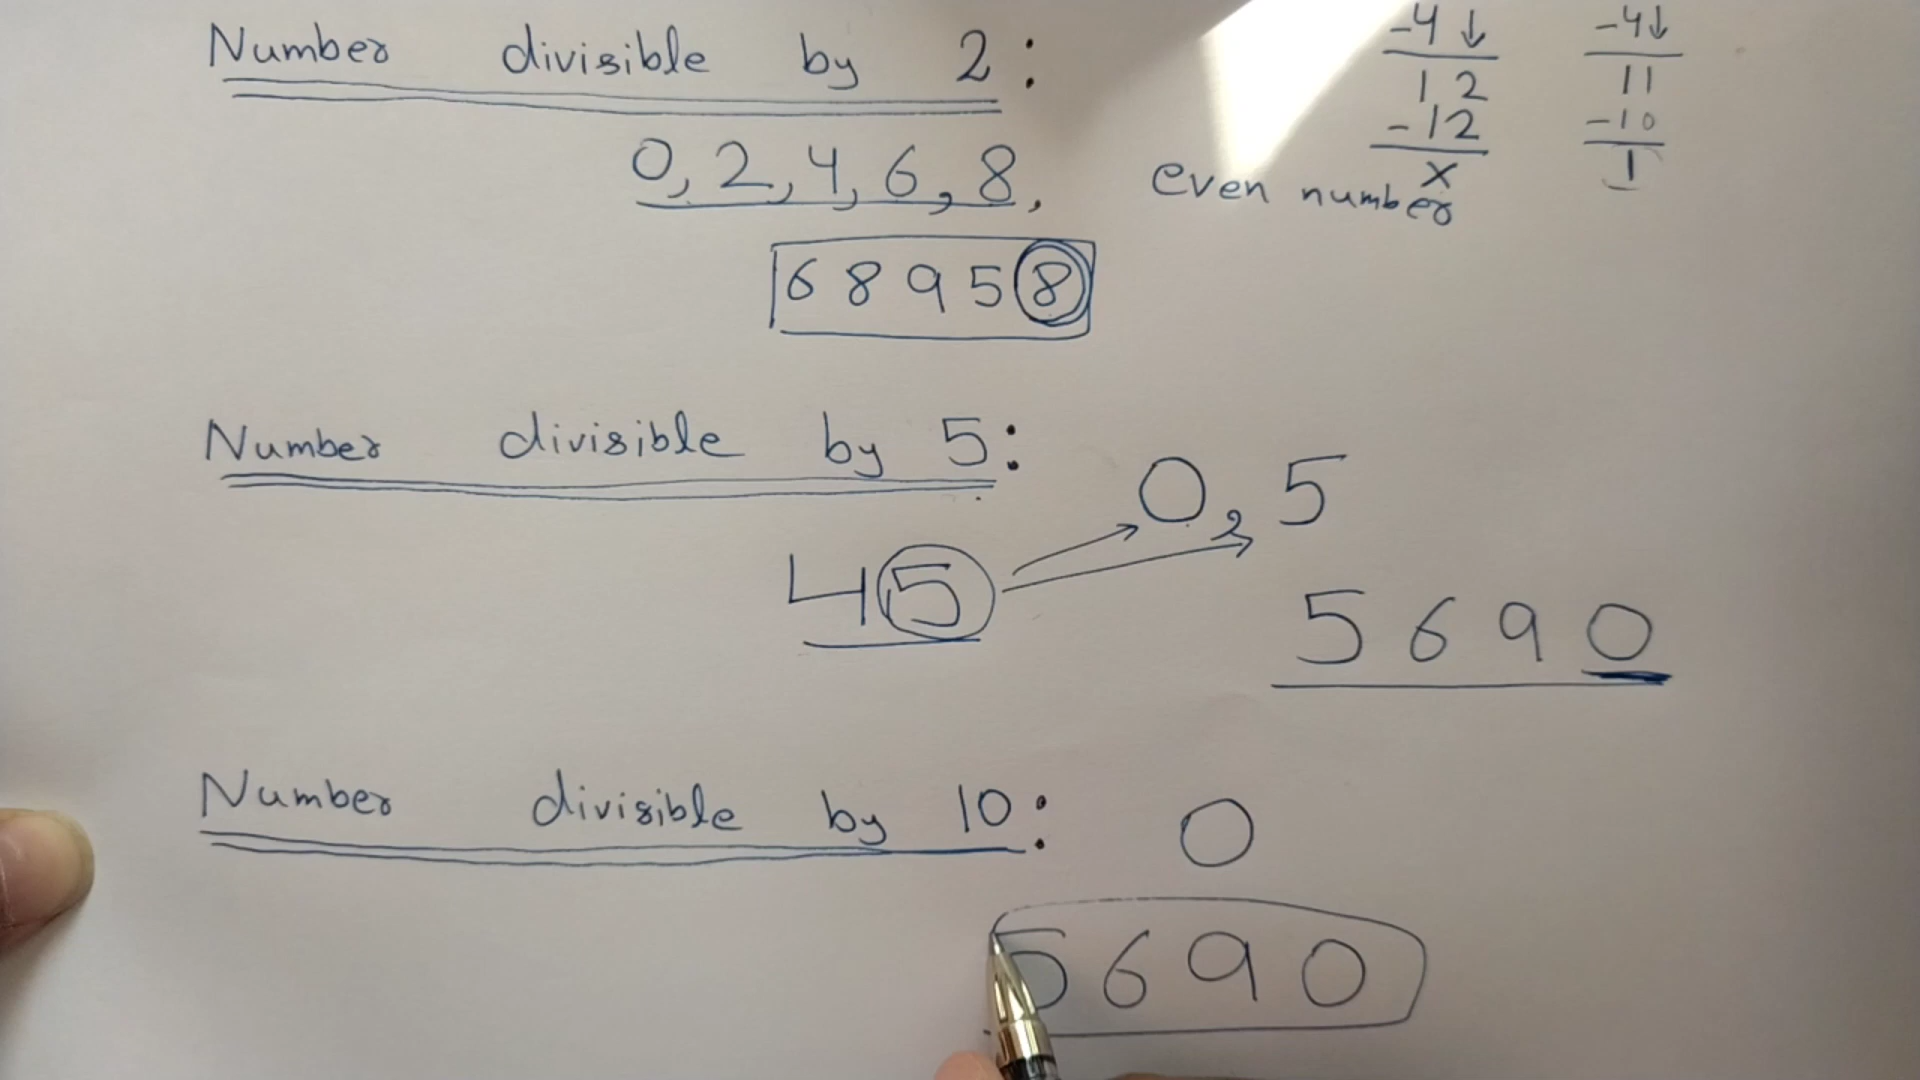 Number divisible by 2:
-4↓ -4↓
12 11
-12 -10
x 1
0, 2, 4, 6, 8,
even number
68958
Number divisible by 5:
0, 5
45
5690
Number divisible by 10: 0
5690